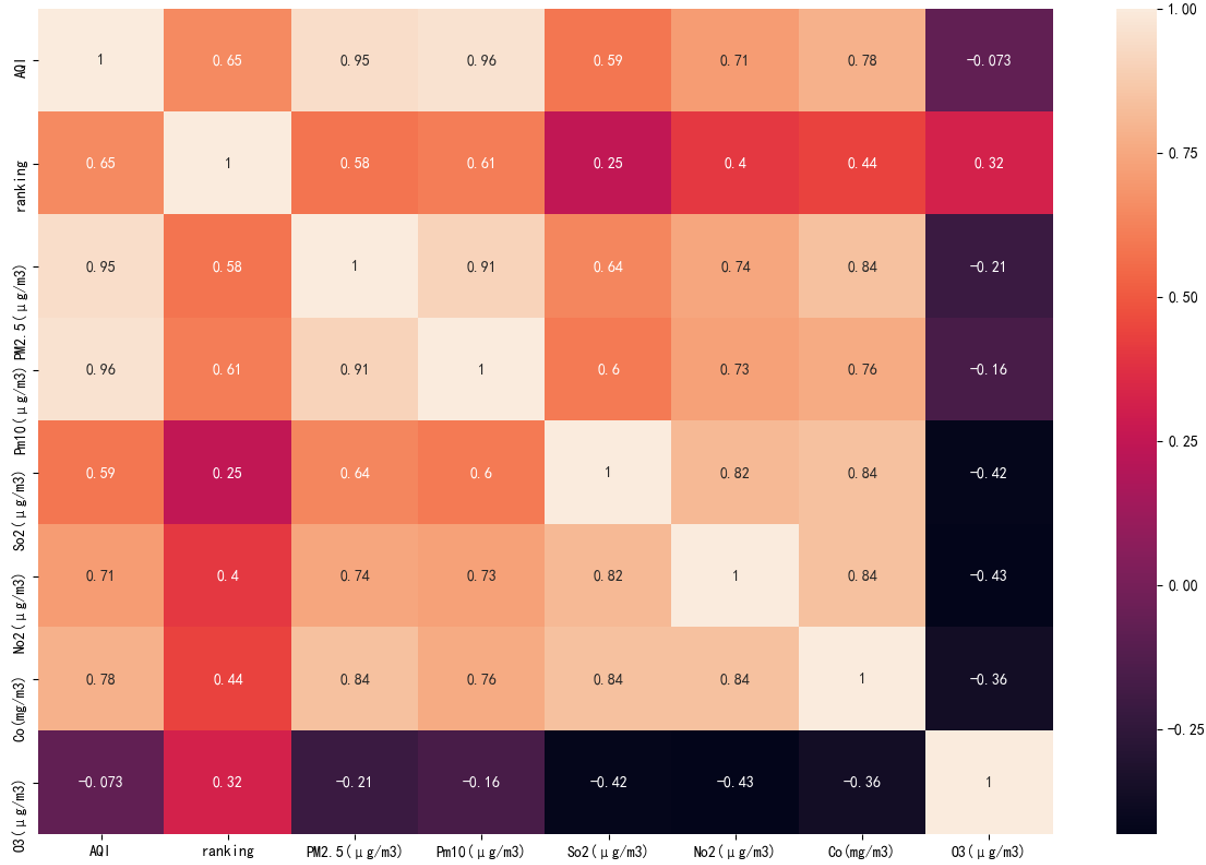 AQI 1 0.65 0.95 0.96 0.59 0.71 0.78 -0.073
ranking 0.65 1 0.58 0.61 0.25 0.4 0.44 0.32
PM2.5(μg/m3) 0.95 0.58 1 0.91 0.64 0.74 0.84 -0.21
Pm10(μg/m3) 0.96 0.61 0.91 1 0.6 0.73 0.76 -0.16
So2(μg/m3) 0.59 0.25 0.64 0.6 1 0.82 0.84 -0.42
No2(μg/m3) 0.71 0.4 0.74 0.73 0.82 1 0.84 -0.43
Co(mg/m3) 0.78 0.44 0.84 0.76 0.84 0.84 1 -0.36
O3(μg/m3) -0.073 0.32 -0.21 -0.16 -0.42 -0.43 -0.36 1
AQI ranking PM2.5(μg/m3) Pm10(μg/m3) So2(μg/m3) No2(μg/m3) Co(mg/m3) O3(μg/m3)
1.00
0.75
0.50
0.25
0.00
-0.25